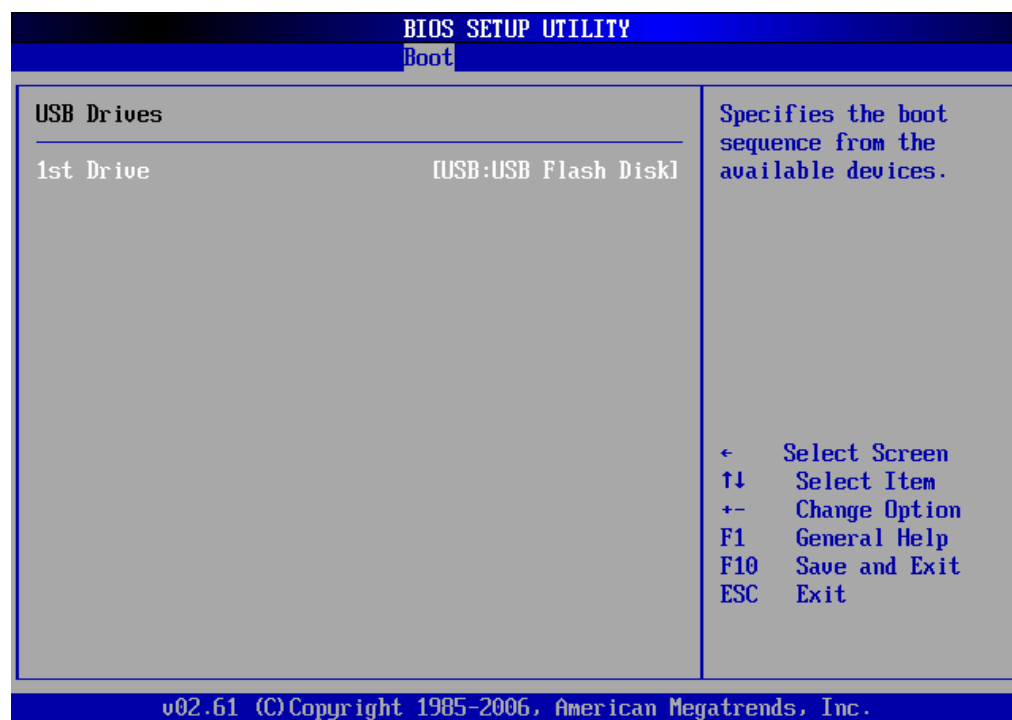 BIOS SETUP UTILITY
Boot
USB Drives
1st Drive [USB:USB Flash Disk]
Specifies the boot
sequence from the
available devices.
← Select Screen
↑↓ Select Item
+- Change Option
F1 General Help
F10 Save and Exit
ESC Exit
v02.61 (C)Copyright 1985-2006, American Megatrends, Inc.